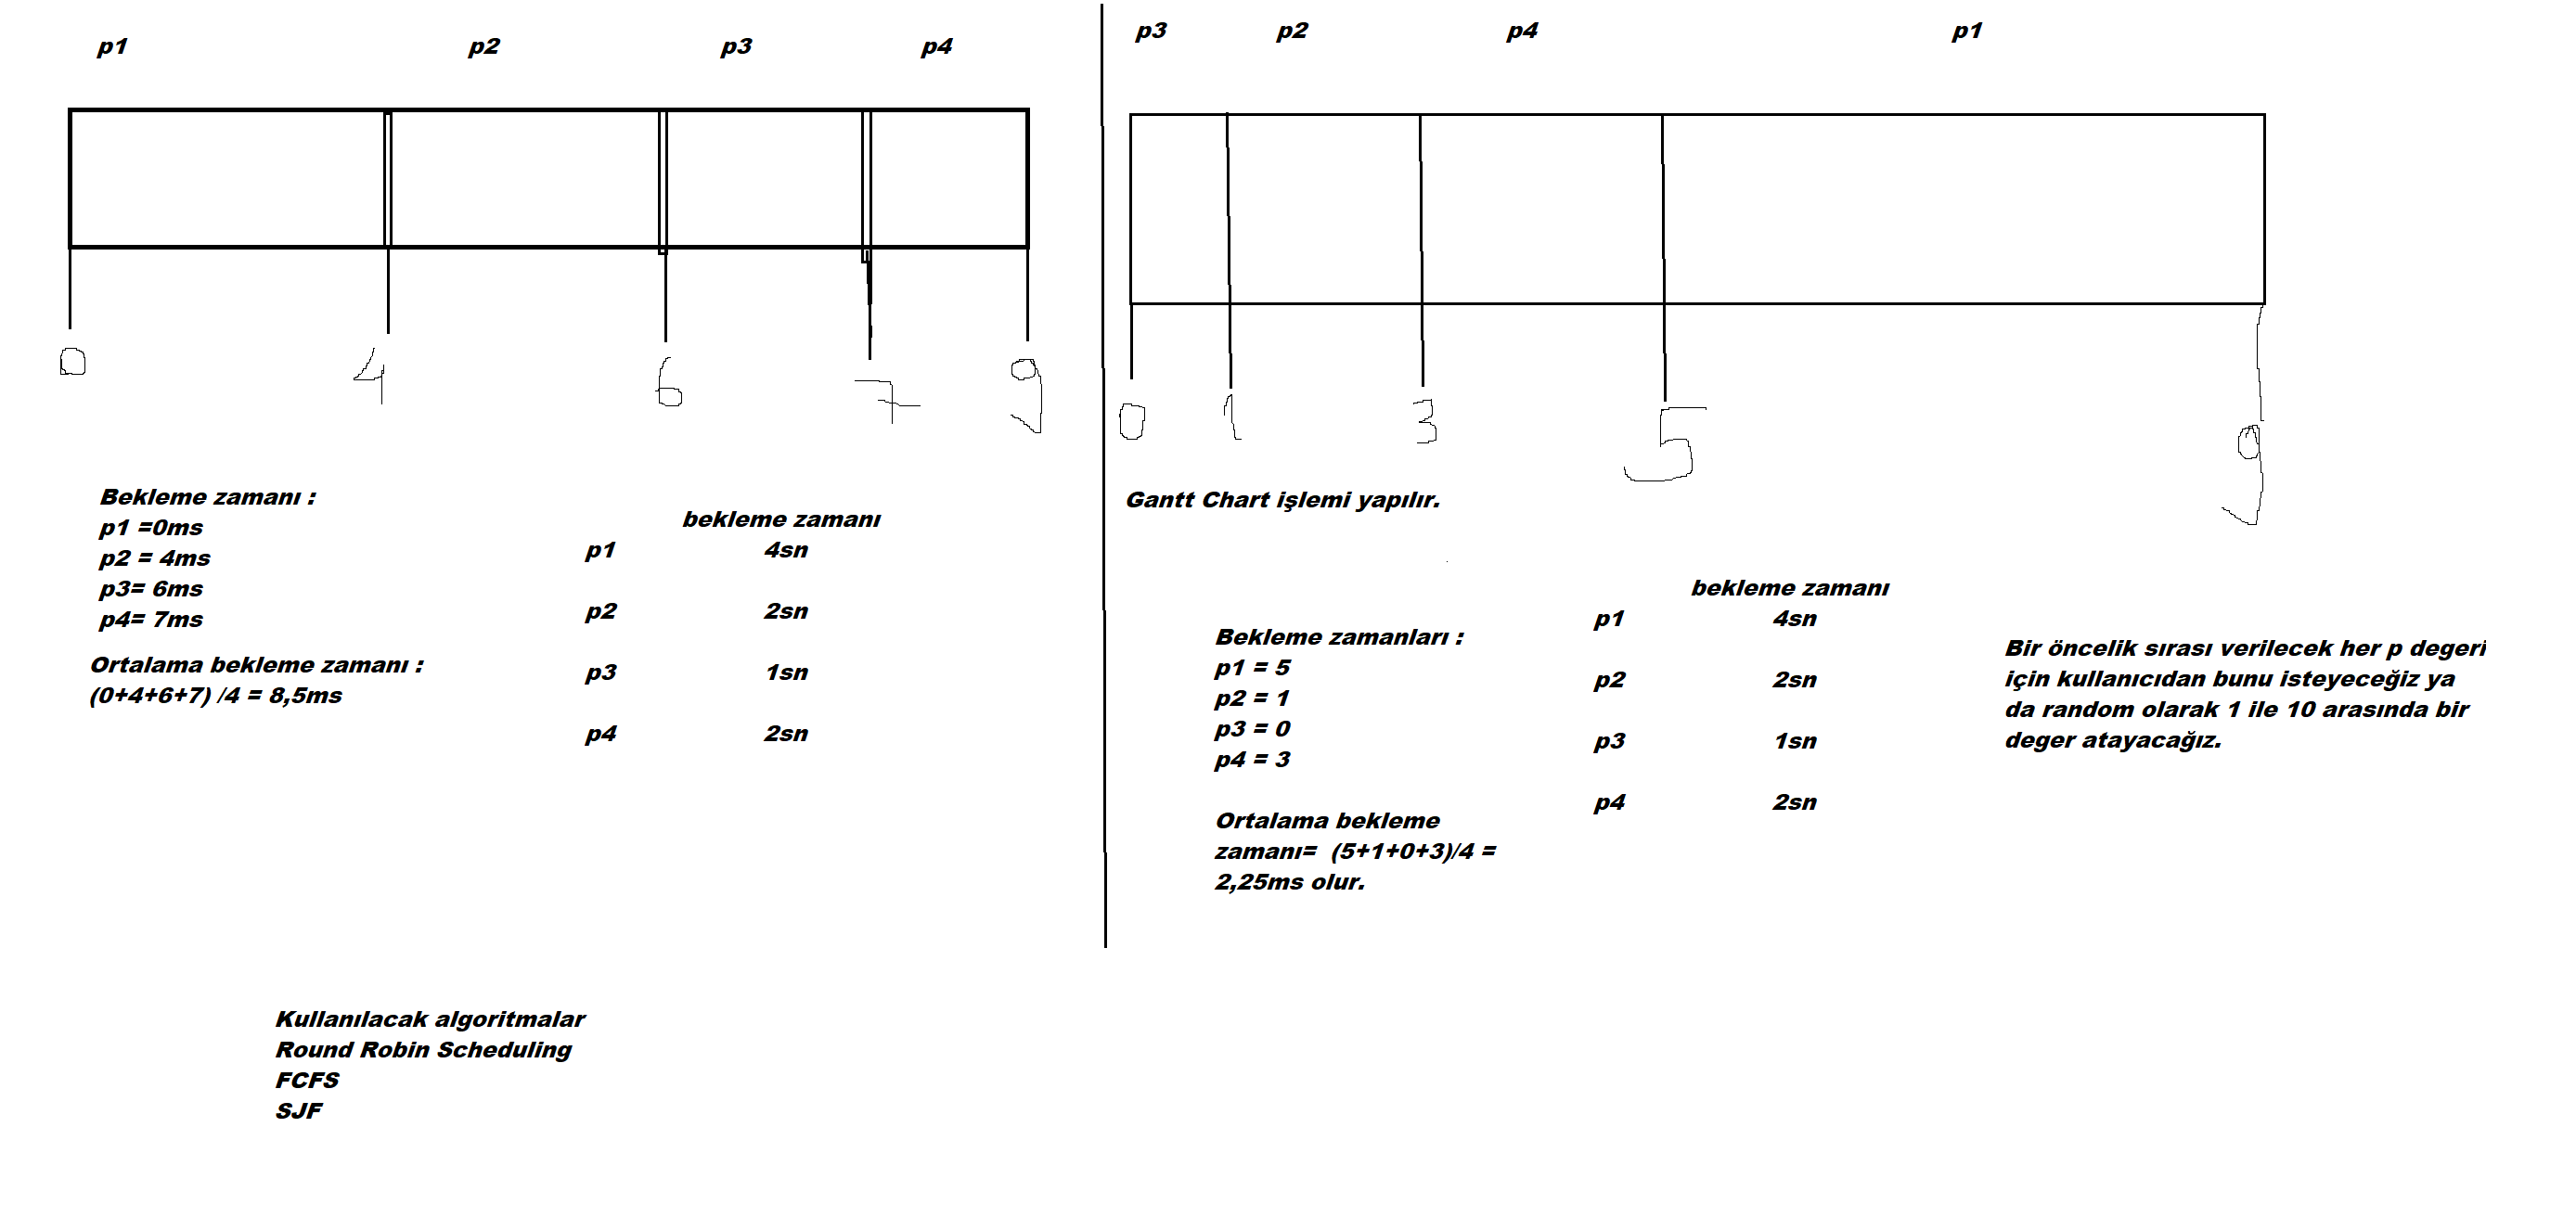 p1 p2 p3 p4
0 4 6 7 9
Bekleme zamanı :
p1 =0ms
p2 = 4ms
p3= 6ms
p4= 7ms
Ortalama bekleme zamanı :
(0+4+6+7) /4 = 8,5ms
bekleme zamanı
p1 4sn
p2 2sn
p3 1sn
p4 2sn
p3 p2 p4 p1
0 1 3 5 9
Gantt Chart işlemi yapılır.
Bekleme zamanları :
p1 = 5
p2 = 1
p3 = 0
p4 = 3
Ortalama bekleme
zamanı= (5+1+0+3)/4 =
2,25ms olur.
bekleme zamanı
p1 4sn
p2 2sn
p3 1sn
p4 2sn
Bir öncelik sırası verilecek her p degeri
için kullanıcıdan bunu isteyeceğiz ya
da random olarak 1 ile 10 arasında bir
deger atayacağız.
Kullanılacak algoritmalar
Round Robin Scheduling
FCFS
SJF